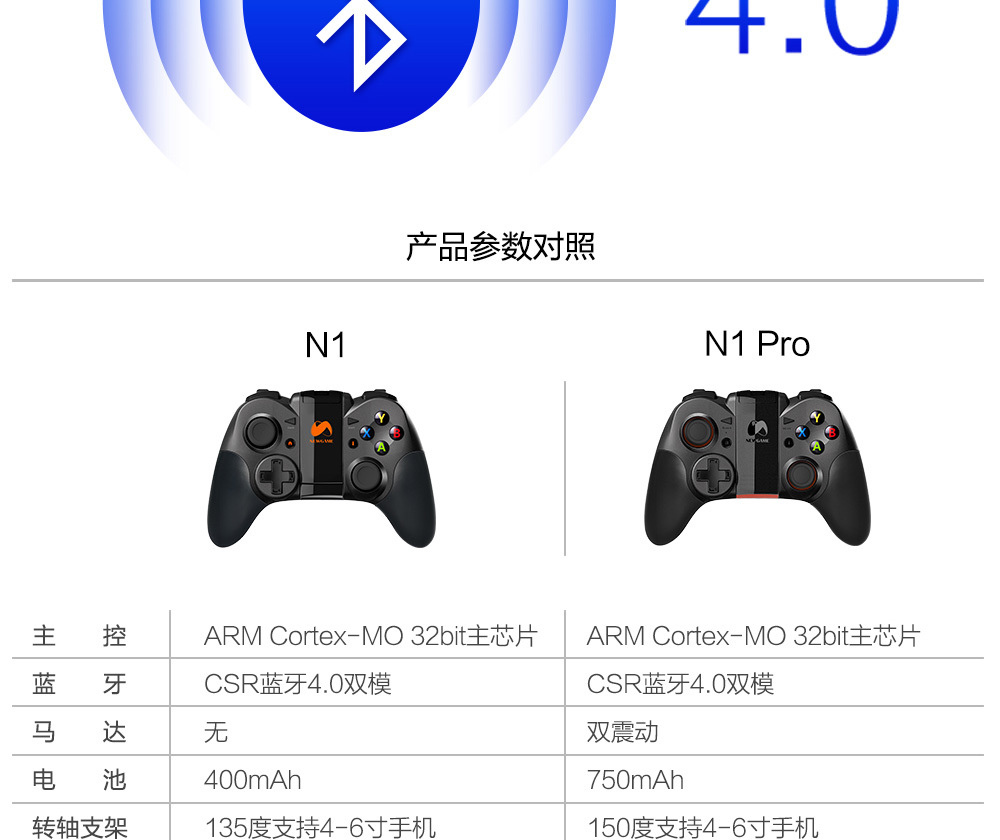 4.0
产品参数对照
N1
N1 Pro
NEWGAME
Y
X B
A
NEWGAME
Y
X B
A
主 控 ARM Cortex-MO 32bit主芯片 ARM Cortex-MO 32bit主芯片
蓝 牙 CSR蓝牙4.0双模 CSR蓝牙4.0双模
马 达 无 双震动
电 池 400mAh 750mAh
转轴支架 135度支持4-6寸手机 150度支持4-6寸手机